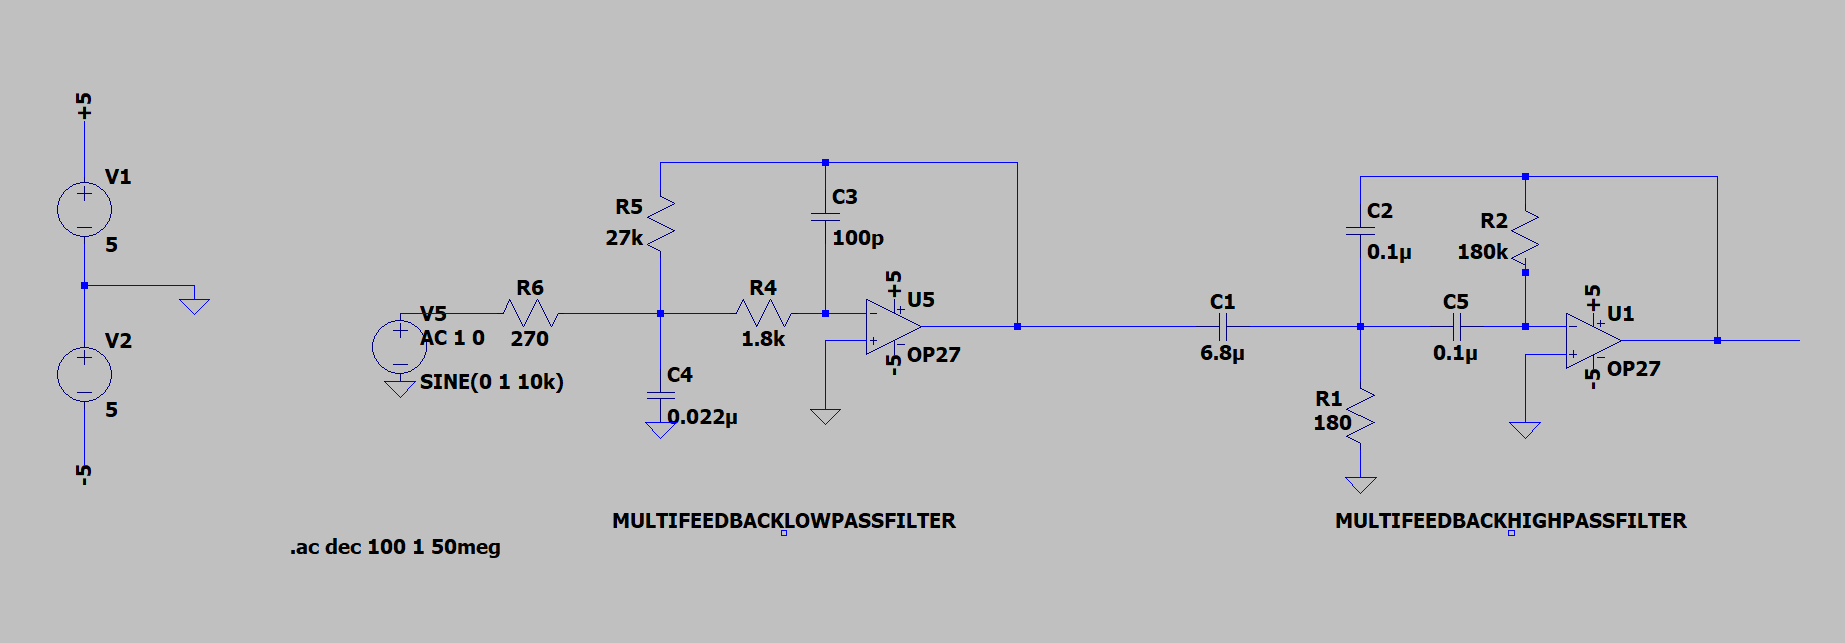 +5
V1
5
V2
5
-5
V5
AC 1 0
SINE(0 1 10k)
R6
270
R5
27k
C4
0.022µ
R4
1.8k
C3
100p
+5
U5
-5
OP27
MULTIFEEDBACKLOWPASSFILTER
C1
6.8µ
C2
0.1µ
R1
180
C5
0.1µ
R2
180k
+5
U1
-5
OP27
MULTIFEEDBACKHIGHPASSFILTER
.ac dec 100 1 50meg